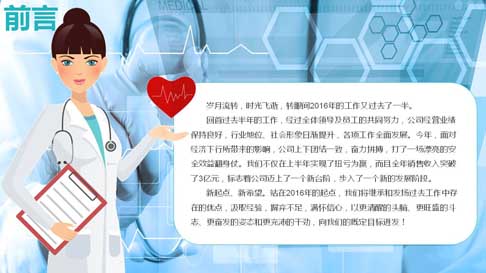 前言
MEDICAL
岁月流转，时光飞逝，转瞬间2016年的工作又过去了一半。
回首过去半年的工作，经过全体领导及员工的共同努力，公司经营业绩
保持良好，行业地位、社会形象日渐提升，各项工作全面发展。今年，面对
经济下行所带来的影响，公司上下团结一致，奋力拼搏，打了一场漂亮的安
全效益翻身仗。我们不仅在上半年实现了扭亏为赢，而且全年销售收入突破
了3亿元，标志着公司迈上了一个新台阶，步入了一个新的发展阶段。
新起点、新希望。站在2016年的起点，我们将继承和发扬过去工作中存
在的优点，汲取经验，摒弃不足，满怀信心，以更清醒的头脑、更旺盛的斗
志、更奋发的姿态和更充沛的干劲，向我们的既定目标进发！